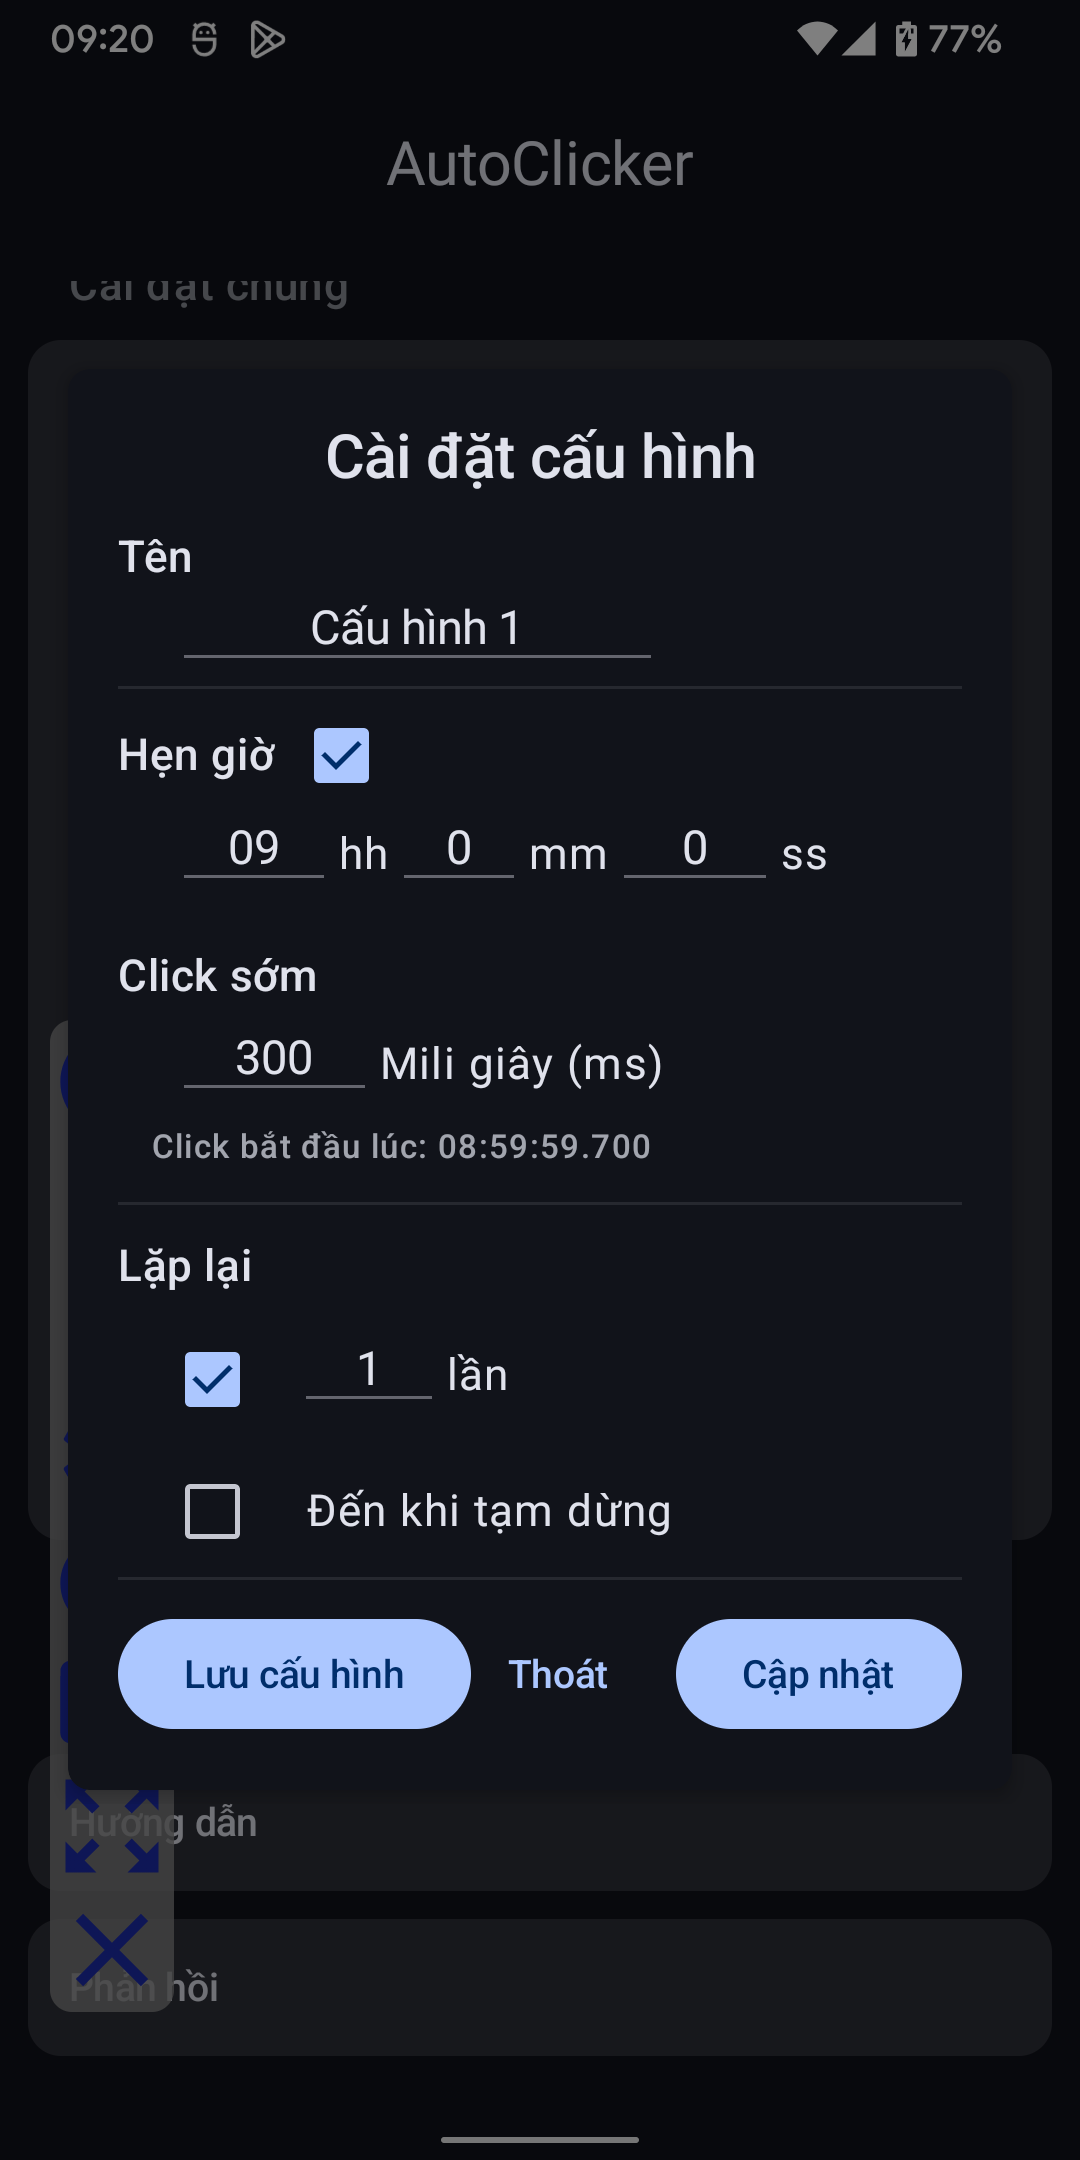 09:20 77%
AutoClicker
Cài đặt chung
Cài đặt cấu hình
Tên
Cấu hình 1
Hẹn giờ
09 hh 0 mm 0 ss
Click sớm
300 Mili giây (ms)
Click bắt đầu lúc: 08:59:59.700
Lặp lại
1 lần
Đến khi tạm dừng
Lưu cấu hình Thoát Cập nhật
Hướng dẫn
Phản hồi